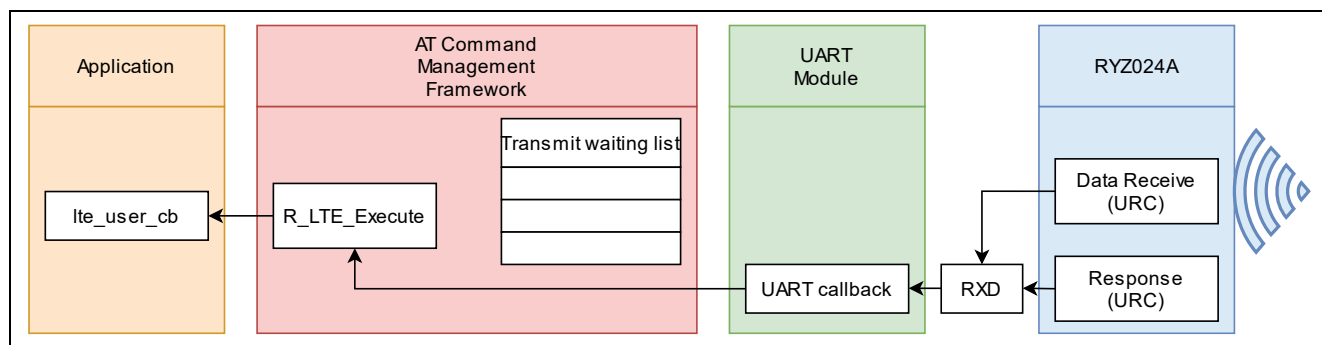 Application
AT Command
Management
Framework
UART
Module
RYZ024A
Transmit waiting list
lte_user_cb
R_LTE_Execute
UART callback
RXD
Data Receive
(URC)
Response
(URC)